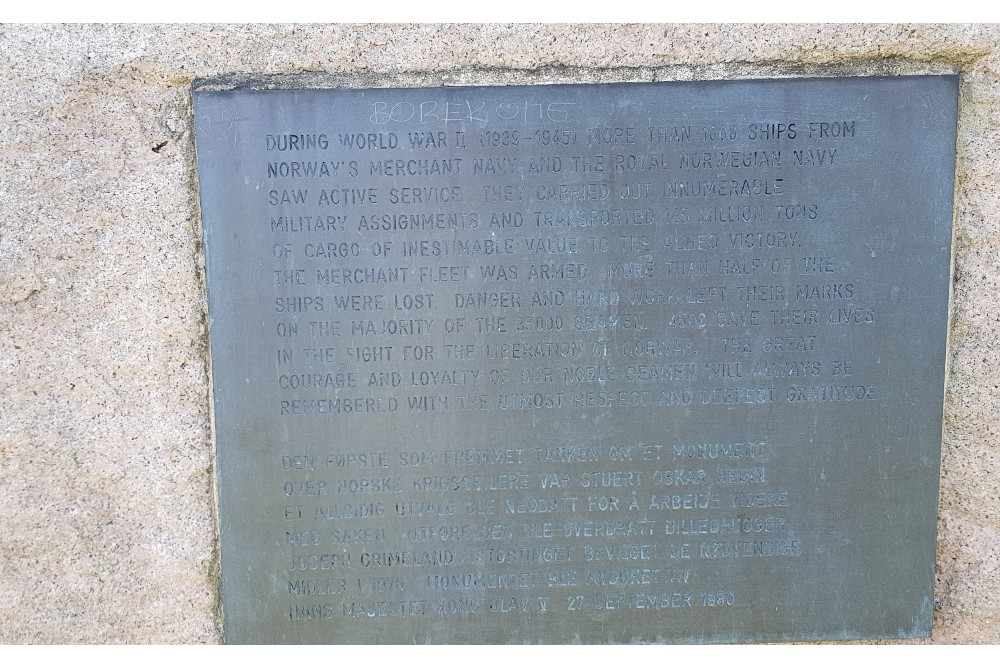 BOBEK
DURING WORLD WAR II (1939-1945) MORE THAN 1000 SHIPS FROM
NORWAY'S MERCHANT NAVY AND THE ROYAL NORWEGIAN NAVY
SAW ACTIVE SERVICE. THEY CARRIED OUT INNUMERABLE
MILITARY ASSIGNMENTS AND TRANSPORTED 145 MILLION TONS
OF CARGO OF INESTIMABLE VALUE TO THE ALLIED VICTORY.
THE MERCHANT FLEET WAS ARMED. MORE THAN HALF OF THE
SHIPS WERE LOST. DANGER AND HARD WORK LEFT THEIR MARKS
ON THE MAJORITY OF THE 35000 SEAMEN. GAVE THEIR LIVES
IN THE FIGHT FOR THE LIBERATION OF NORWAY. THE GREAT
COURAGE AND LOYALTY OF OUR NOBLE SEAMEN WILL ALWAYS BE
REMEMBERED WITH THE UTMOST RESPECT AND DEEPEST GRATITUDE.
DEN FØRSTE SOM FREMMET TANKEN OM ET MONUMENT
OVER NORSKE KRIGSSEILERE VAR STUERT OSKAR
ET ALLSIDIG UTVALG BLE NEDSATT FOR Å ARBEIDE VIDERE
MED SAKEN. UTFØRELSEN BLE OVERDRATT BILLEDHUGGER
JOSEPH GRIMELAND. STORTINGET BEVILGET DE NØDVENDIGE
MIDLER I 1978. MONUMENTET BLE AVDUKET AV
HANS MAJESTET KONG OLAV V 27 SEPTEMBER 1980